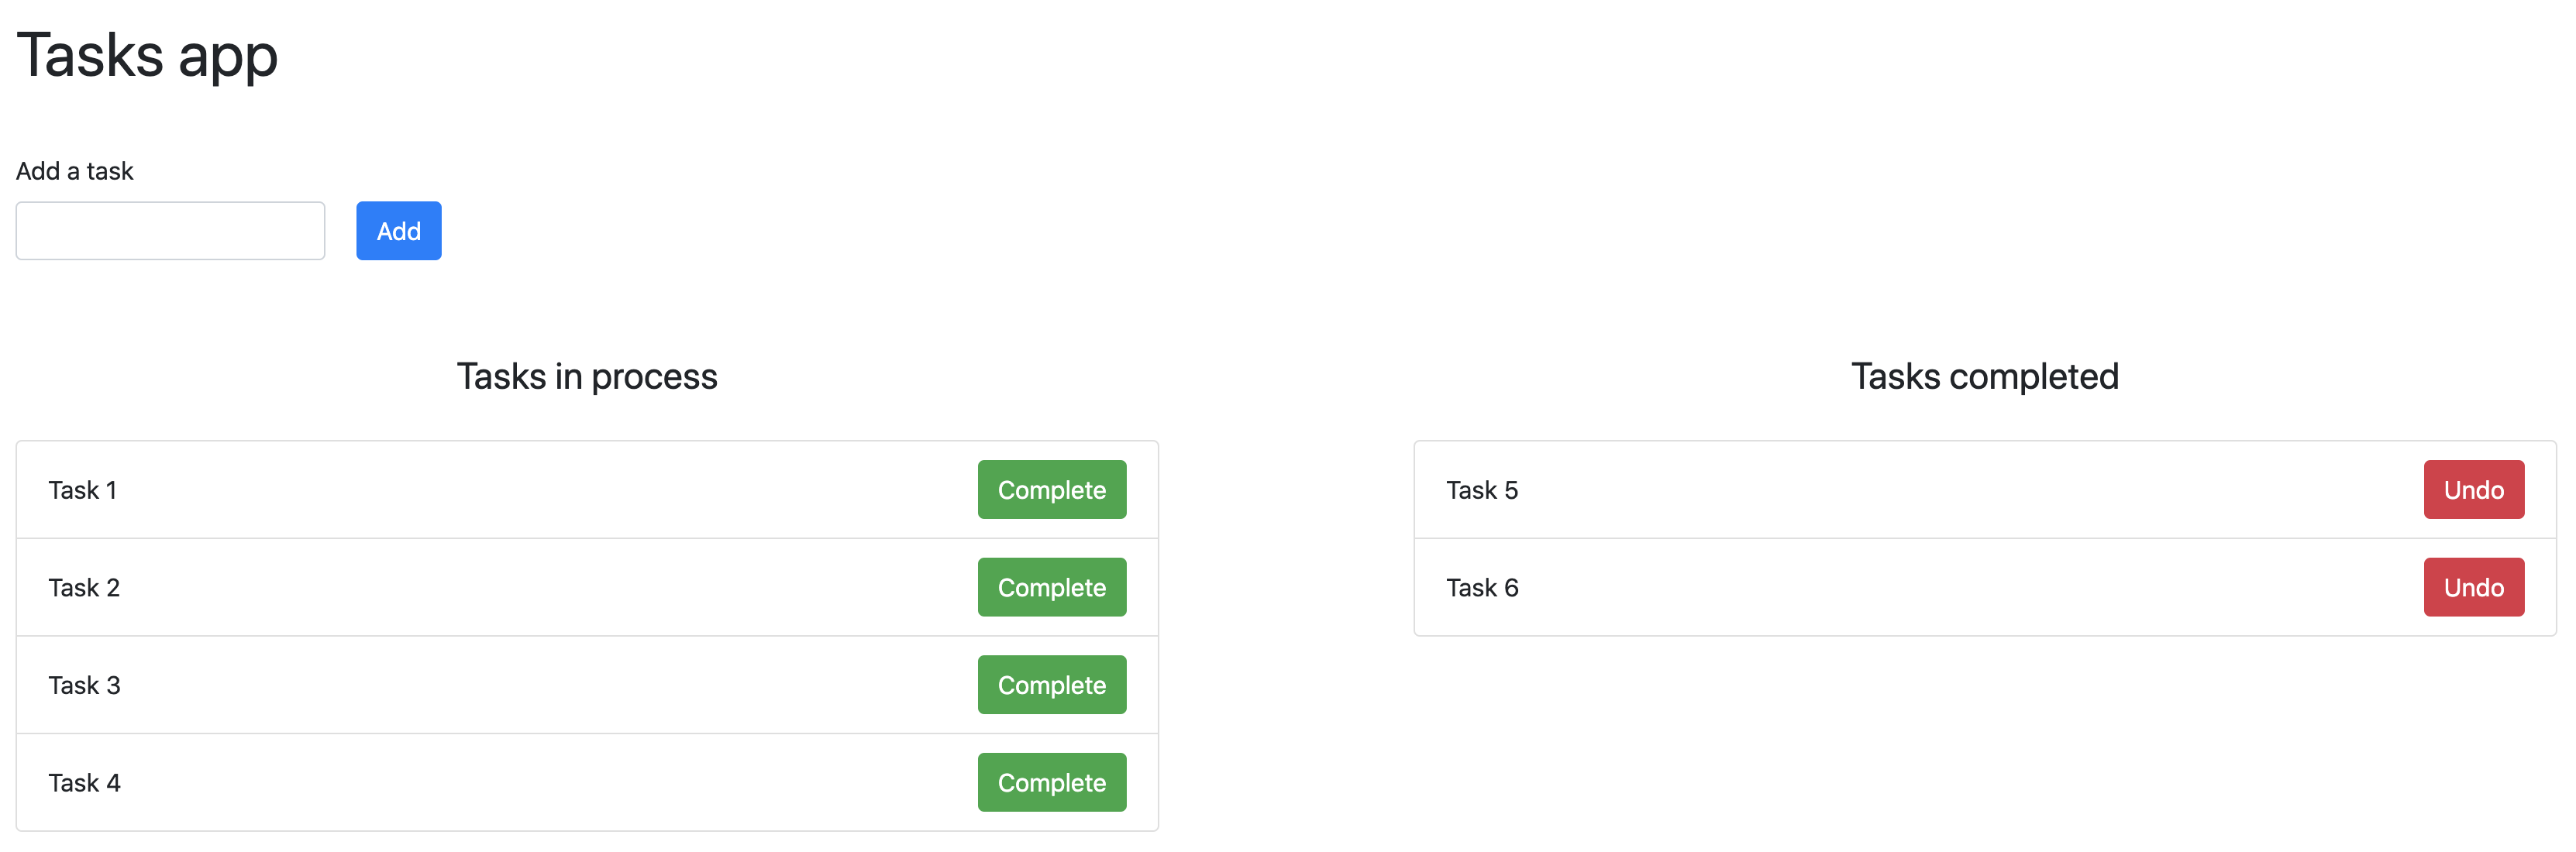 Tasks app
Add a task
Add
Tasks in process
Task 1 Complete
Task 2 Complete
Task 3 Complete
Task 4 Complete
Tasks completed
Task 5 Undo
Task 6 Undo